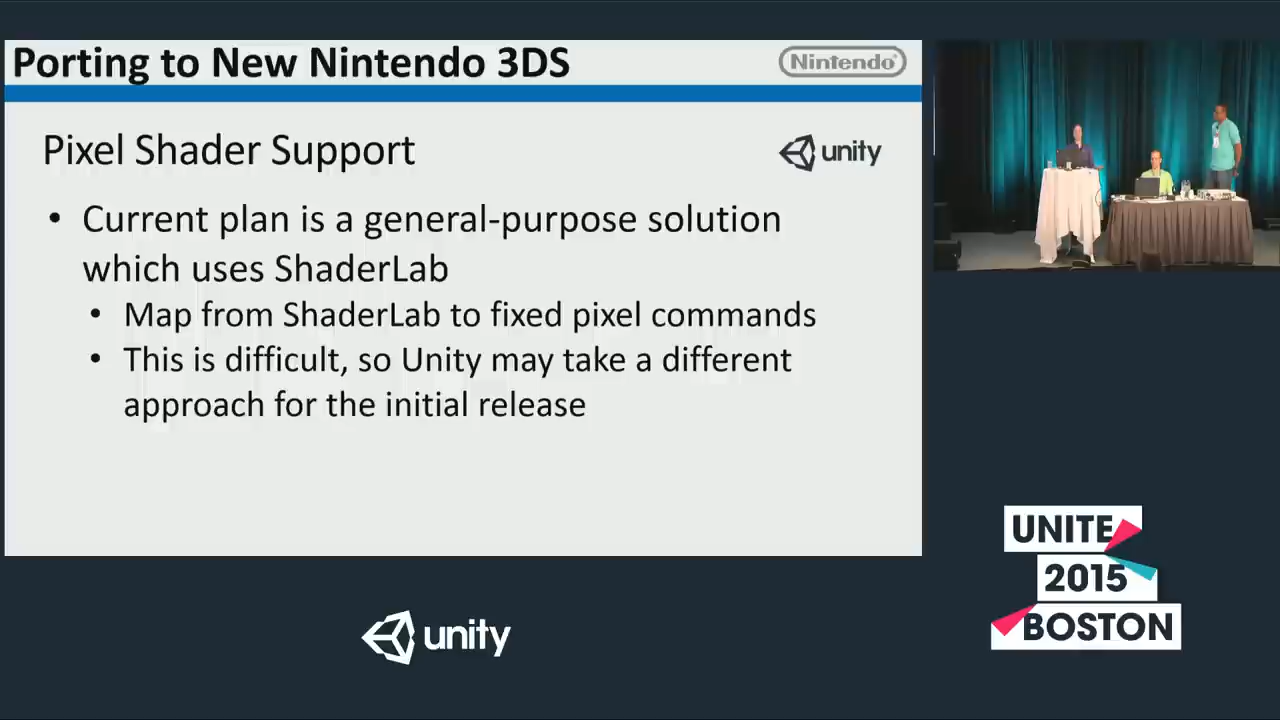 Porting to New Nintendo 3DS
Nintendo
Pixel Shader Support
unity
• Current plan is a general-purpose solution
which uses ShaderLab
• Map from ShaderLab to fixed pixel commands
• This is difficult, so Unity may take a different
approach for the initial release
UNITE
2015
BOSTON
unity